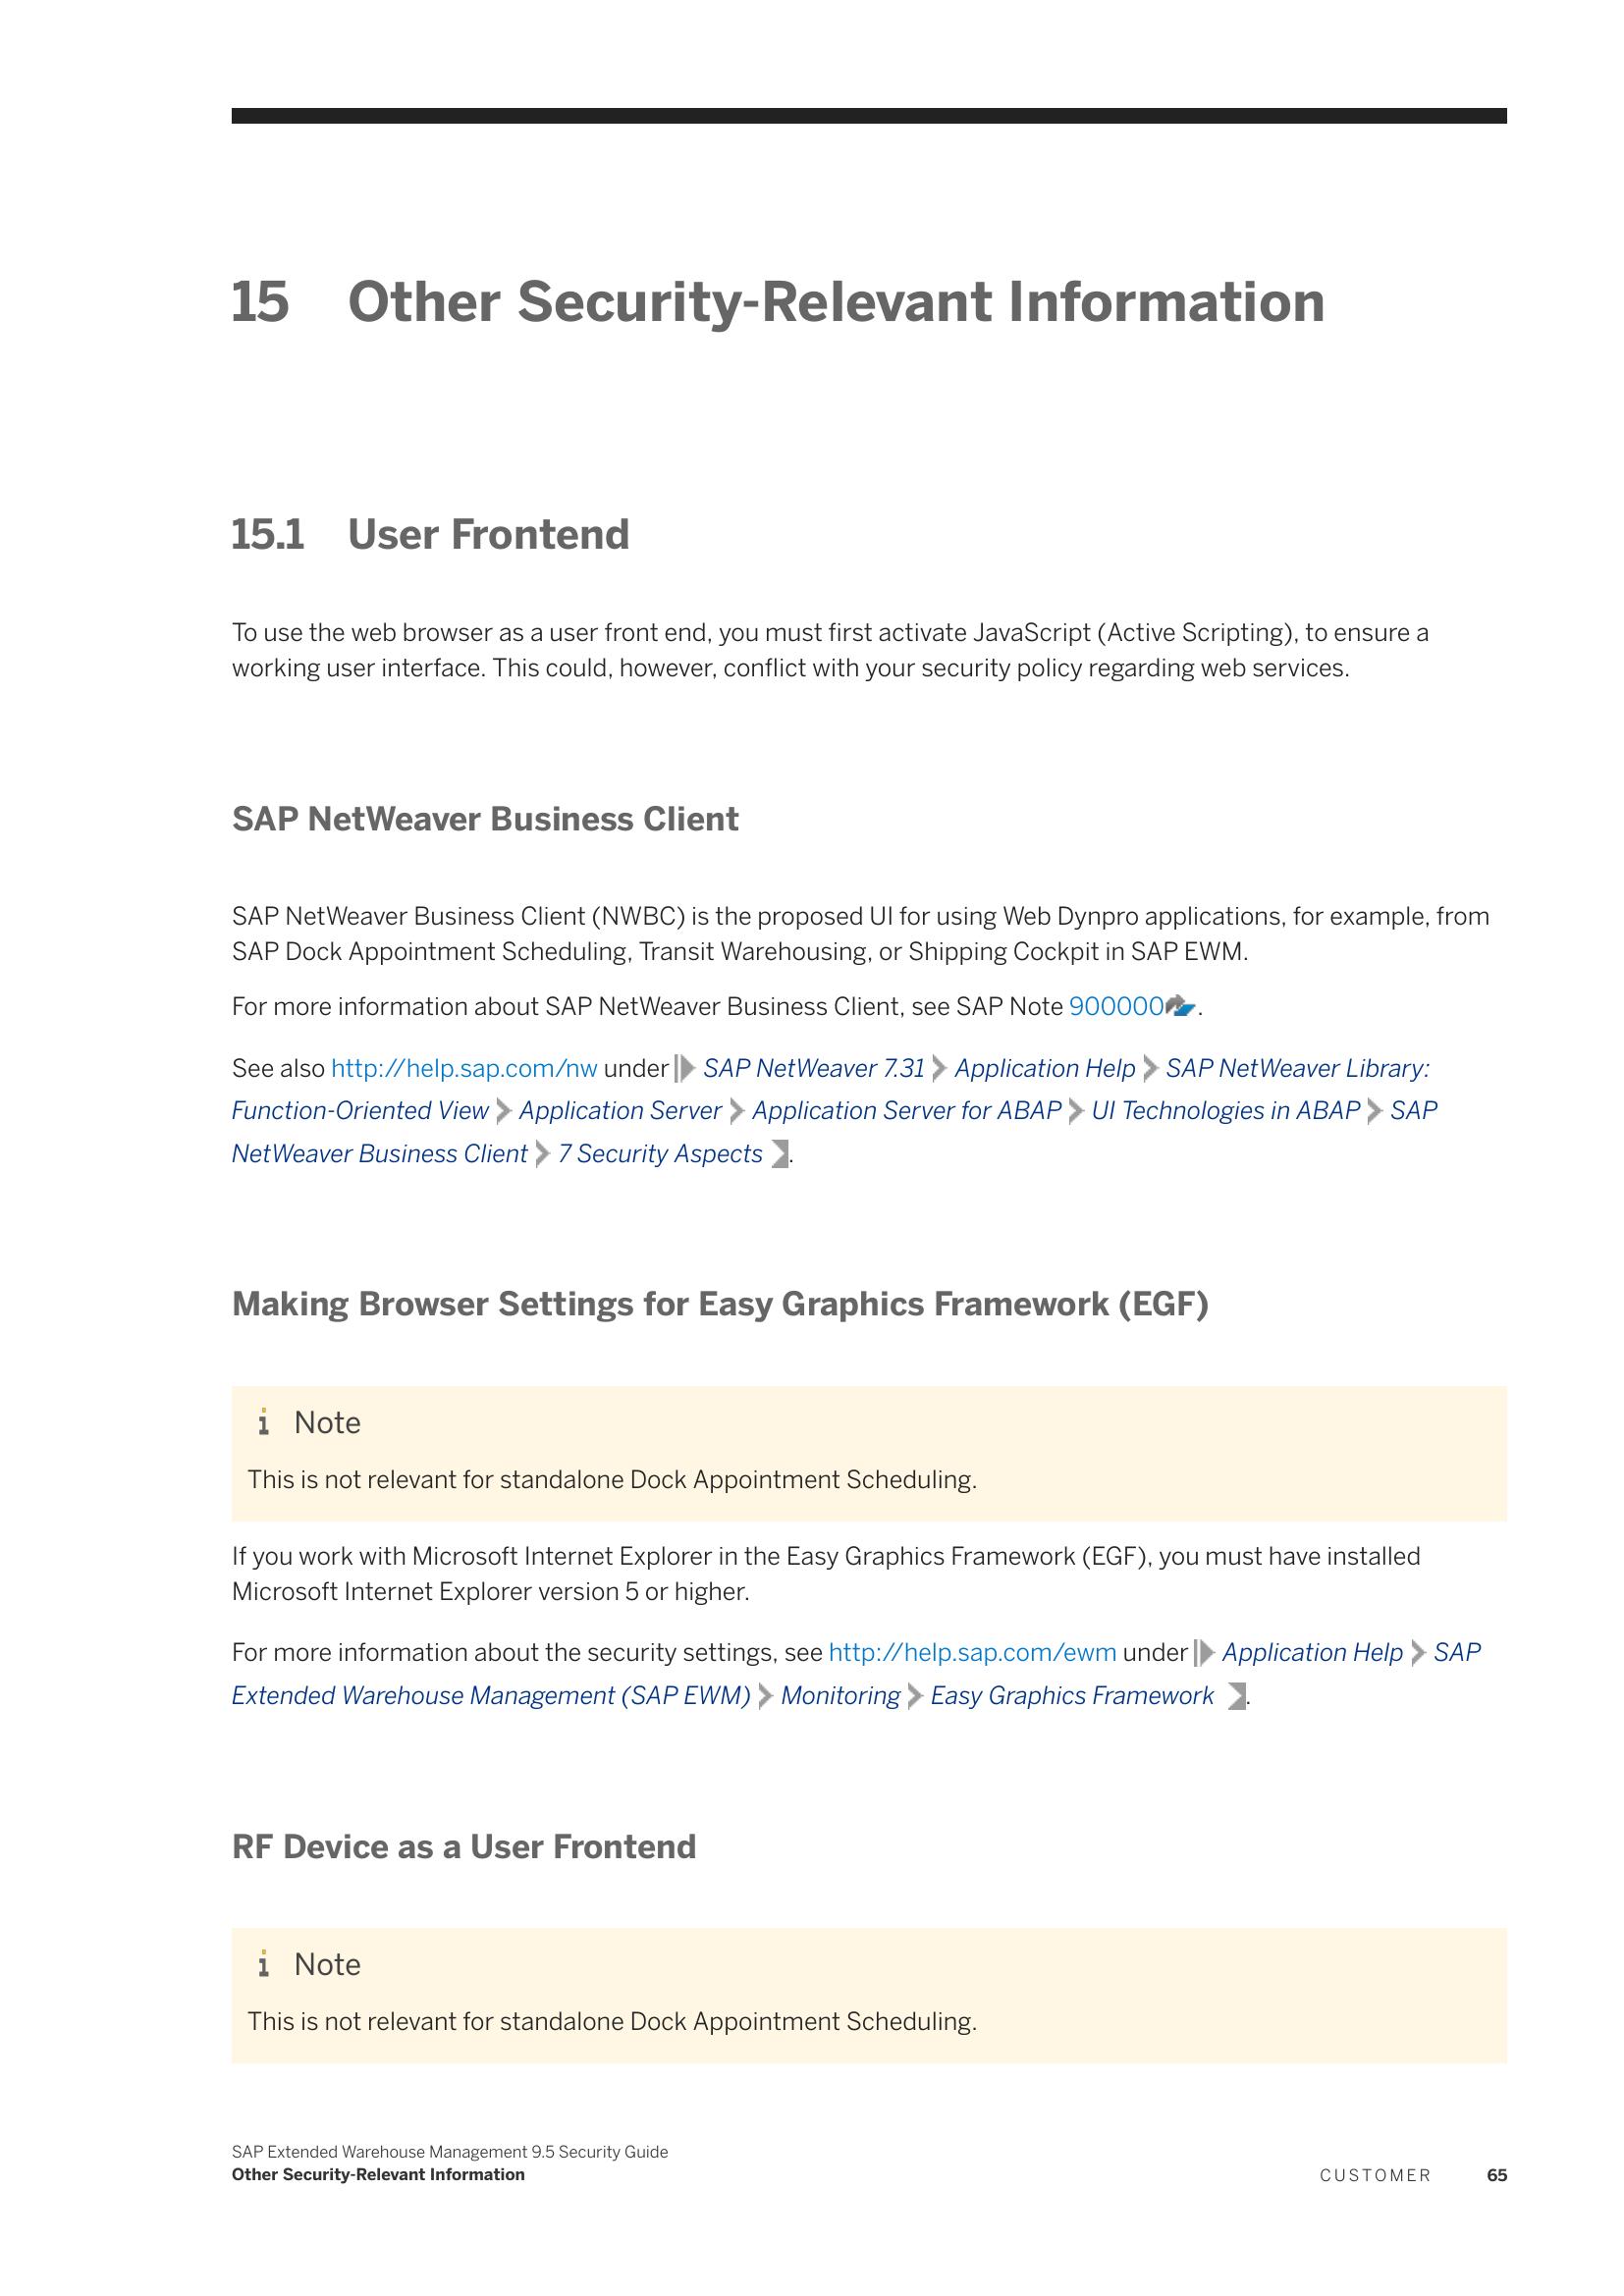 15 Other Security-Relevant Information
15.1 User Frontend
To use the web browser as a user front end, you must first activate JavaScript (Active Scripting), to ensure a
working user interface. This could, however, conflict with your security policy regarding web services.
SAP NetWeaver Business Client
SAP NetWeaver Business Client (NWBC) is the proposed UI for using Web Dynpro applications, for example, from
SAP Dock Appointment Scheduling, Transit Warehousing, or Shipping Cockpit in SAP EWM.
For more information about SAP NetWeaver Business Client, see SAP Note 900000.
See also http://help.sap.com/nw under SAP NetWeaver 7.31 Application Help SAP NetWeaver Library:
Function-Oriented View Application Server Application Server for ABAP UI Technologies in ABAP SAP
NetWeaver Business Client 7 Security Aspects .
Making Browser Settings for Easy Graphics Framework (EGF)
i Note
This is not relevant for standalone Dock Appointment Scheduling.
If you work with Microsoft Internet Explorer in the Easy Graphics Framework (EGF), you must have installed
Microsoft Internet Explorer version 5 or higher.
For more information about the security settings, see http://help.sap.com/ewm under Application Help SAP
Extended Warehouse Management (SAP EWM) Monitoring Easy Graphics Framework .
RF Device as a User Frontend
i Note
This is not relevant for standalone Dock Appointment Scheduling.
SAP Extended Warehouse Management 9.5 Security Guide
Other Security-Relevant Information
CUSTOMER 65